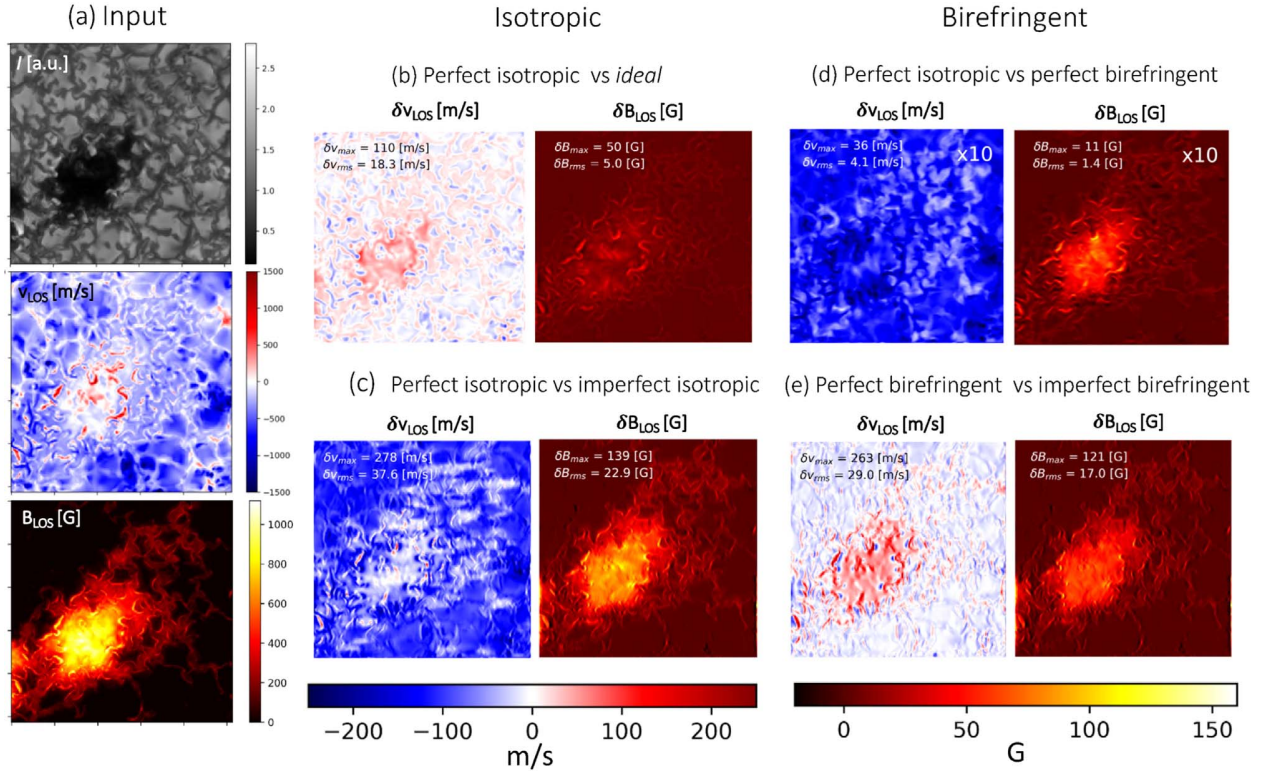 (a) Input
I [a.u.]
2.5
2.0
1.5
1.0
0.5
vLOS [m/s]
1500
1000
500
0
−500
−1000
−1500
BLOS [G]
1000
800
600
400
200
0
Isotropic
(b) Perfect isotropic vs ideal
δvLOS [m/s]
δBLOS [G]
δvmax = 110 [m/s]
δvrms = 18.3 [m/s]
δBmax = 50 [G]
δBrms = 5.0 [G]
(c) Perfect isotropic vs imperfect isotropic
δvLOS [m/s]
δBLOS [G]
δvmax = 278 [m/s]
δvrms = 37.6 [m/s]
δBmax = 139 [G]
δBrms = 22.9 [G]
−200 −100 0 100 200
m/s
Birefringent
(d) Perfect isotropic vs perfect birefringent
δvLOS [m/s]
δBLOS [G]
δvmax = 36 [m/s]
δvrms = 4.1 [m/s]
x10
δBmax = 11 [G]
δBrms = 1.4 [G]
x10
(e) Perfect birefringent vs imperfect birefringent
δvLOS [m/s]
δBLOS [G]
δvmax = 263 [m/s]
δvrms = 29.0 [m/s]
δBmax = 121 [G]
δBrms = 17.0 [G]
0 50 100 150
G